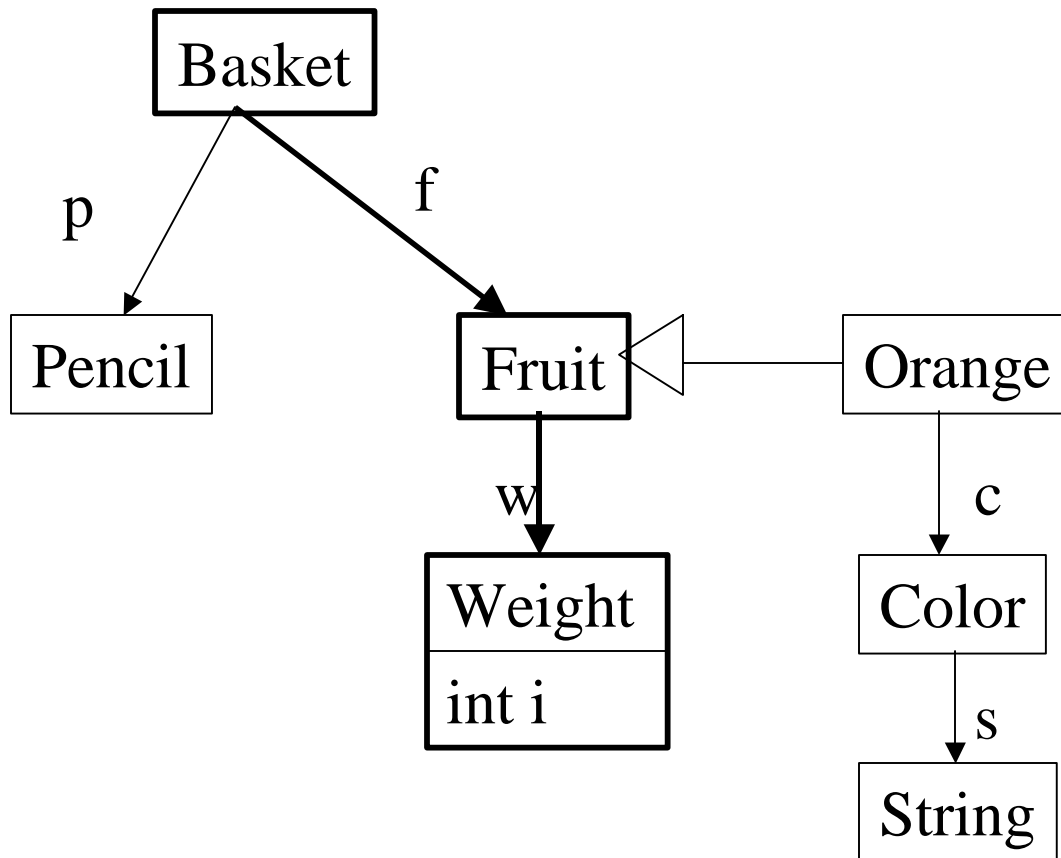 Basket
p
f
Pencil
Fruit
Orange
w
c
Weight
int i
Color
s
String